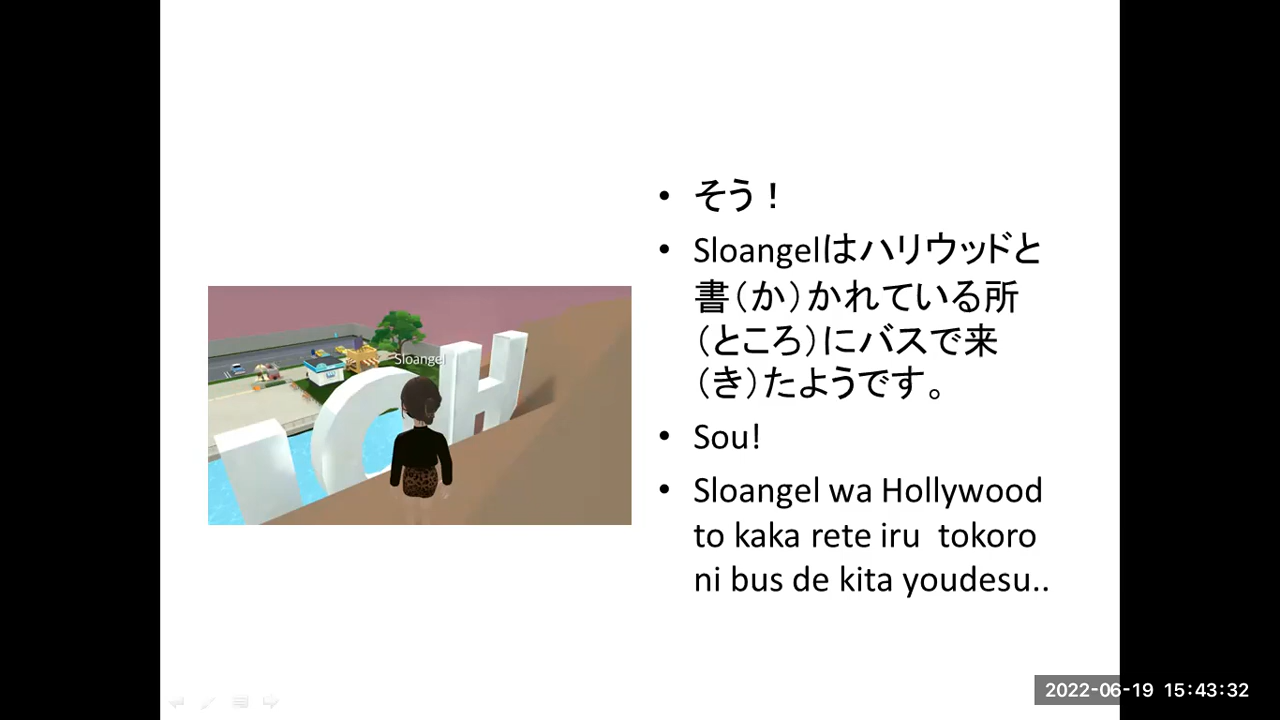 Sloangel
ICH
そう！
Sloangelはハリウッドと
書（か）かれている所
（ところ）にバスで来
（き）たようです。
Sou!
Sloangel wa Hollywood
to kaka rete iru  tokoro
ni bus de kita youdesu..
2022-06-19 15:43:32